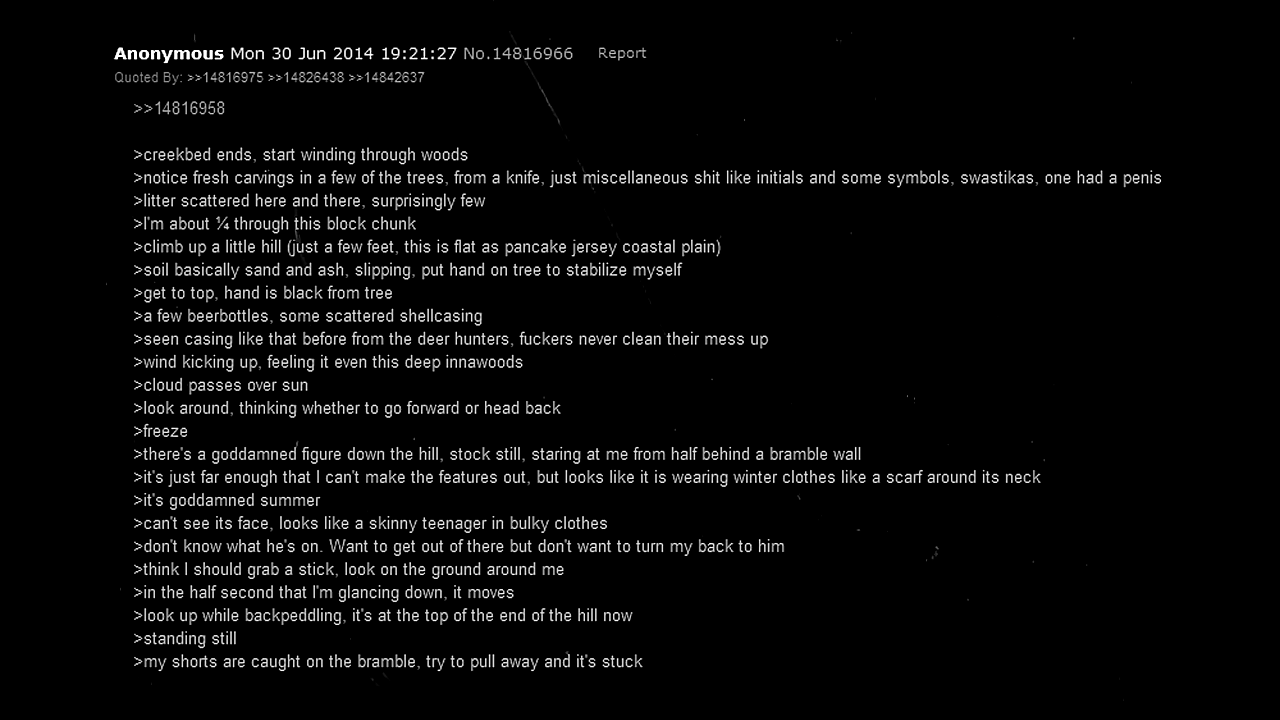 Anonymous Mon 30 Jun 2014 19:21:27 No.14816966 Report
Quoted By: >>14816975 >>14826438 >>14842637
>>14816958
>creekbed ends, start winding through woods
>notice fresh carvings in a few of the trees, from a knife, just miscellaneous shit like initials and some symbols, swastikas, one had a penis
>litter scattered here and there, surprisingly few
>I'm about ¼ through this block chunk
>climb up a little hill (just a few feet, this is flat as pancake jersey coastal plain)
>soil basically sand and ash, slipping, put hand on tree to stabilize myself
>get to top, hand is black from tree
>a few beerbottles, some scattered shellcasing
>seen casing like that before from the deer hunters, fuckers never clean their mess up
>wind kicking up, feeling it even this deep innawoods
>cloud passes over sun
>look around, thinking whether to go forward or head back
>freeze
>there's a goddamned figure down the hill, stock still, staring at me from half behind a bramble wall
>it's just far enough that I can't make the features out, but looks like it is wearing winter clothes like a scarf around its neck
>it's goddamned summer
>can't see its face, looks like a skinny teenager in bulky clothes
>don't know what he's on. Want to get out of there but don't want to turn my back to him
>think I should grab a stick, look on the ground around me
>in the half second that I'm glancing down, it moves
>look up while backpeddling, it's at the top of the end of the hill now
>standing still
>my shorts are caught on the bramble, try to pull away and it's stuck